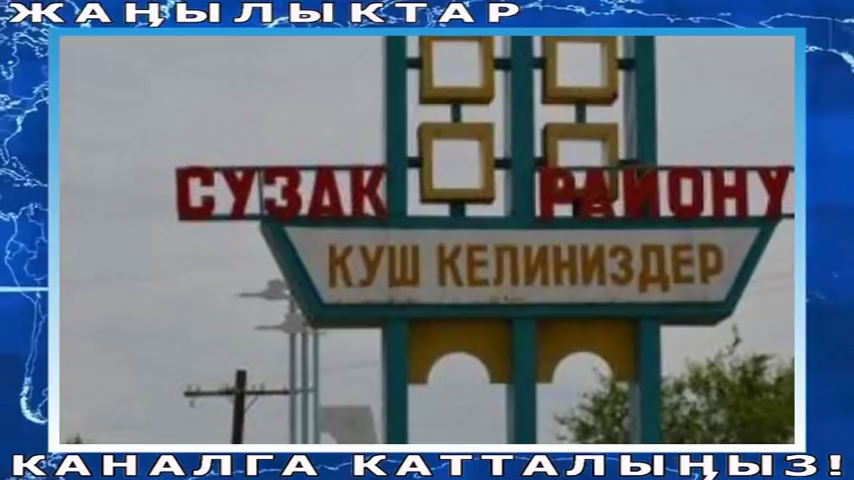 ЖАҢЫЛЫКТАР
СУЗАК РАЙОНУ
КУШ КЕЛИНИЗДЕР
КАНАЛГА КАТТАЛЫҢЫЗ!